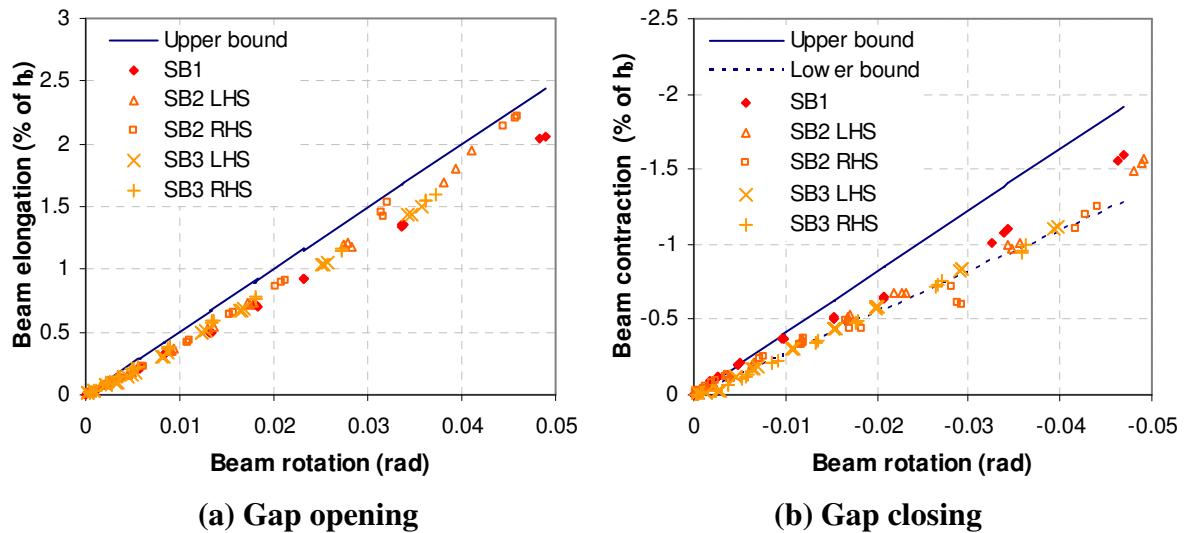 3
2.5
2
1.5
1
0.5
0
0
0.01
0.02
0.03
0.04
0.05
Beam elongation (% of hb)
Beam rotation (rad)
Upper bound
SB1
SB2 LHS
SB2 RHS
SB3 LHS
SB3 RHS
(a) Gap opening
-2.5
-2
-1.5
-1
-0.5
0
0
-0.01
-0.02
-0.03
-0.04
-0.05
Beam contraction (% of hb)
Beam rotation (rad)
Upper bound
Lower bound
SB1
SB2 LHS
SB2 RHS
SB3 LHS
SB3 RHS
(b) Gap closing